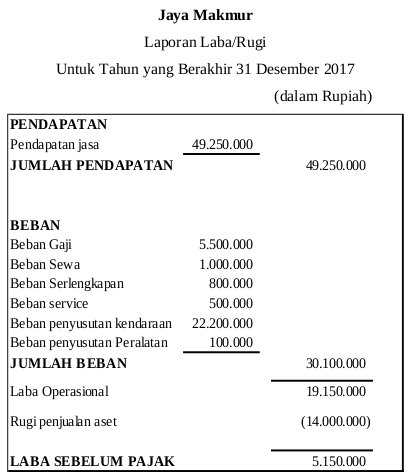 Jaya Makmur
Laporan Laba/Rugi
Untuk Tahun yang Berakhir 31 Desember 2017
(dalam Rupiah)
PENDAPATAN
Pendapatan jasa 49.250.000
JUMLAH PENDAPATAN 49.250.000
BEBAN
Beban Gaji 5.500.000
Beban Sewa 1.000.000
Beban Serlengkapan 800.000
Beban service 500.000
Beban penyusutan kendaraan 22.200.000
Beban penyusutan Peralatan 100.000
JUMLAH BEBAN 30.100.000
Laba Operasional 19.150.000
Rugi penjualan aset (14.000.000)
LABA SEBELUM PAJAK 5.150.000